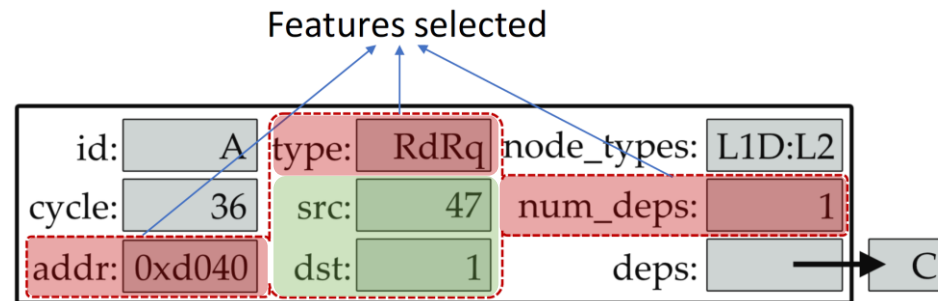 Features selected
id: A type: RdRq node_types: L1D:L2
cycle: 36 src: 47 num_deps: 1
addr: 0xd040 dst: 1 deps: C